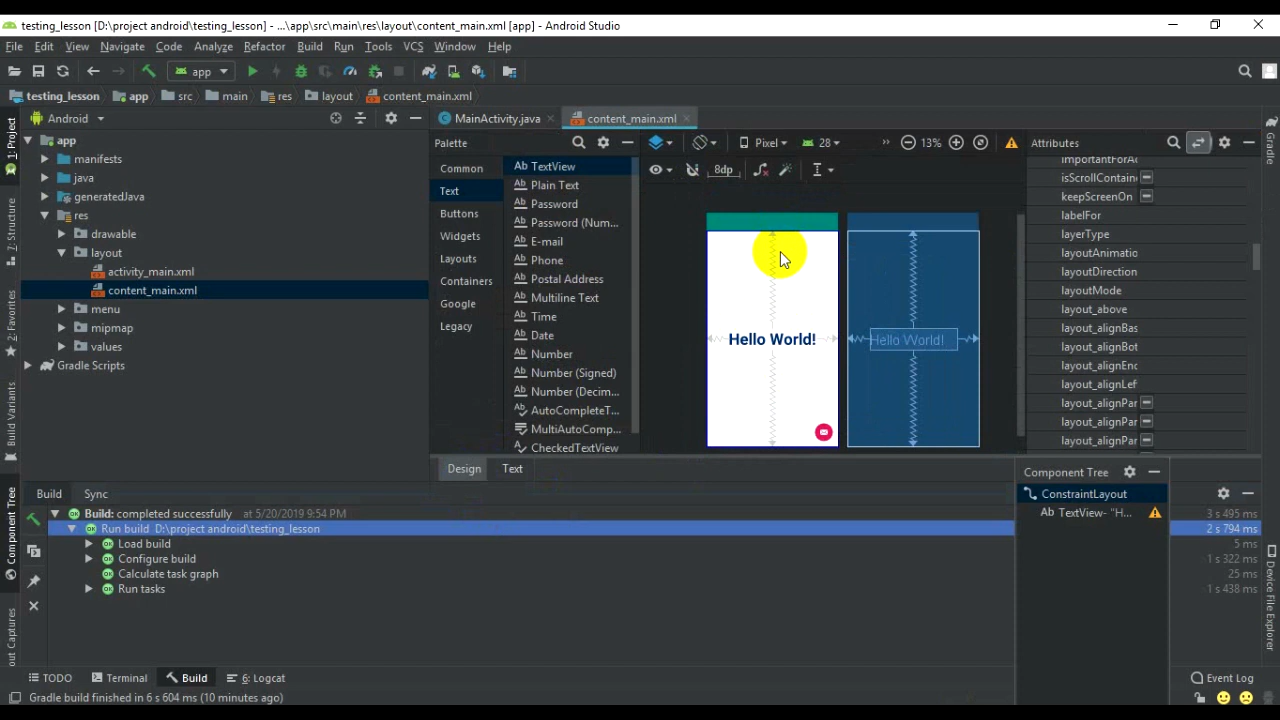 testing_lesson [D:\project android\testing_lesson] - ...\app\src\main\res\layout\content_main.xml [app] - Android Studio
File Edit View Navigate Code Analyze Refactor Build Run Tools VCS Window Help
app
testing_lesson app src main res layout content_main.xml
1: Project
7: Structure
2: Favorites
Build Variants
Component Tree
out Captures
Android
app
manifests
java
generatedJava
res
drawable
layout
activity_main.xml
content_main.xml
menu
mipmap
values
Gradle Scripts
MainActivity.java content_main.xml
Palette
Common
Text
Buttons
Widgets
Layouts
Containers
Google
Legacy
Ab TextView
Ab Plain Text
Ab Password
Ab Password (Num...
Ab E-mail
Ab Phone
Ab Postal Address
Ab Multiline Text
Ab Time
Ab Date
Ab Number
Ab Number (Signed)
Ab Number (Decim...
AutoCompleteT...
MultiAutoComp...
CheckedTextView
Pixel 28 » 13%
8dp
Hello World!
Hello World!
Design Text
Attributes
importantForAc
isScrollContain
keepScreenOn
labelFor
layerType
layoutAnimatio
layoutDirection
layoutMode
layout_above
layout_alignBas
layout_alignBot
layout_alignEnd
layout_alignLef
layout_alignPar
layout_alignPar
layout_alignPar
Component Tree
ConstraintLayout
Ab TextView- "H...
Gradle
Device File Explorer
Build Sync
Build: completed successfully at 5/20/2019 9:54 PM 3 s 495 ms
Run build D:\project android\testing_lesson 2 s 794 ms
Load build 5 ms
Configure build 1 s 322 ms
Calculate task graph 25 ms
Run tasks 1 s 438 ms
TODO Terminal Build 6: Logcat Event Log
Gradle build finished in 6 s 604 ms (10 minutes ago)